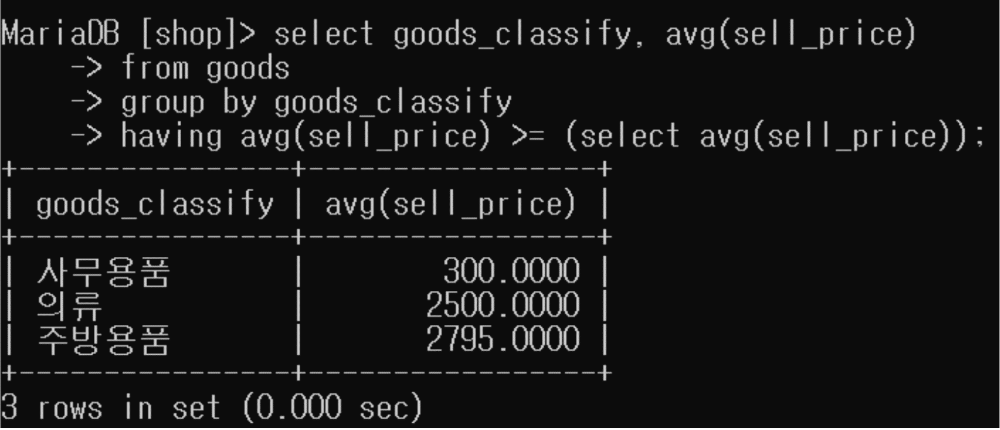 MariaDB [shop]> select goods_classify, avg(sell_price)
    -> from goods
    -> group by goods_classify
    -> having avg(sell_price) >= (select avg(sell_price));
+----------------+-----------------+
| goods_classify | avg(sell_price) |
+----------------+-----------------+
| 사무용품       |        300.0000 |
| 의류           |       2500.0000 |
| 주방용품       |       2795.0000 |
+----------------+-----------------+
3 rows in set (0.000 sec)